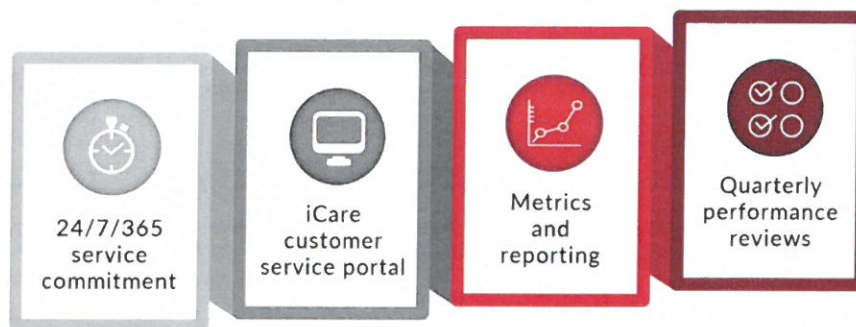 24/7/365
service
commitment
iCare
customer
service portal
Metrics
and
reporting
Quarterly
performance
reviews